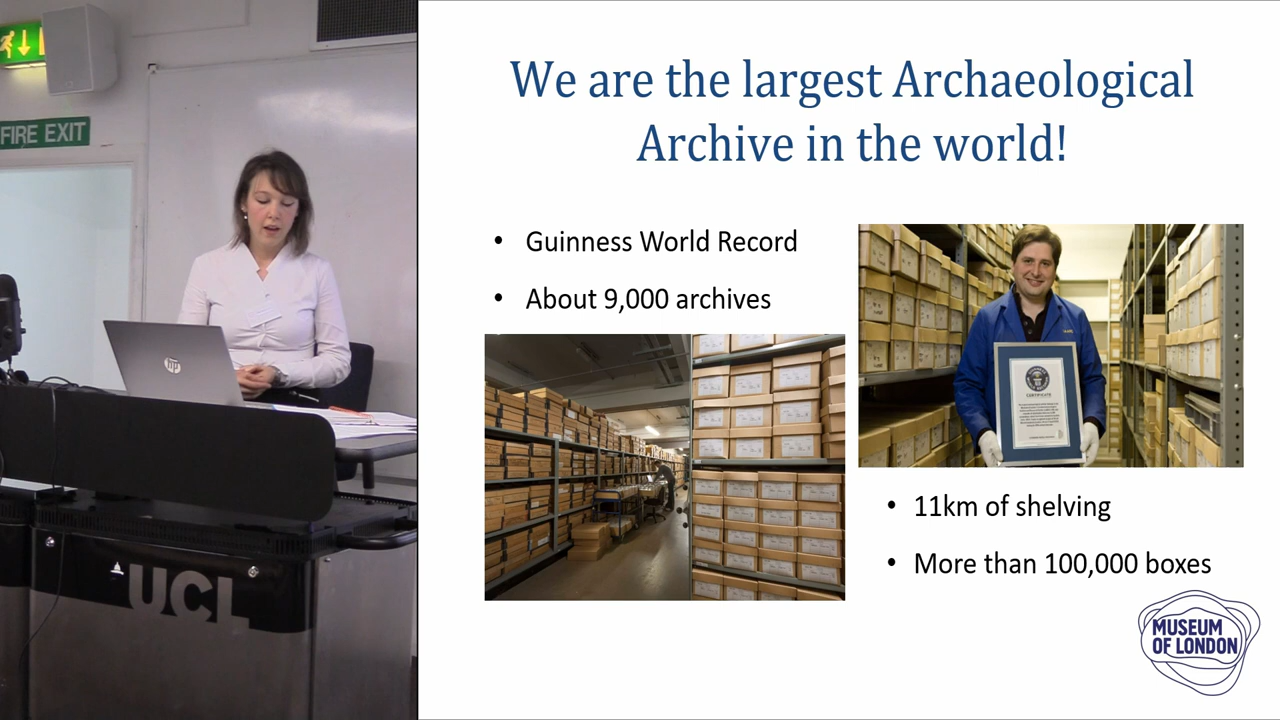 FIRE EXIT
hp
UCL
We are the largest Archaeological
Archive in the world!
• Guinness World Record
• About 9,000 archives
CERTIFICATE
• 11km of shelving
• More than 100,000 boxes
MUSEUM
OF LONDON